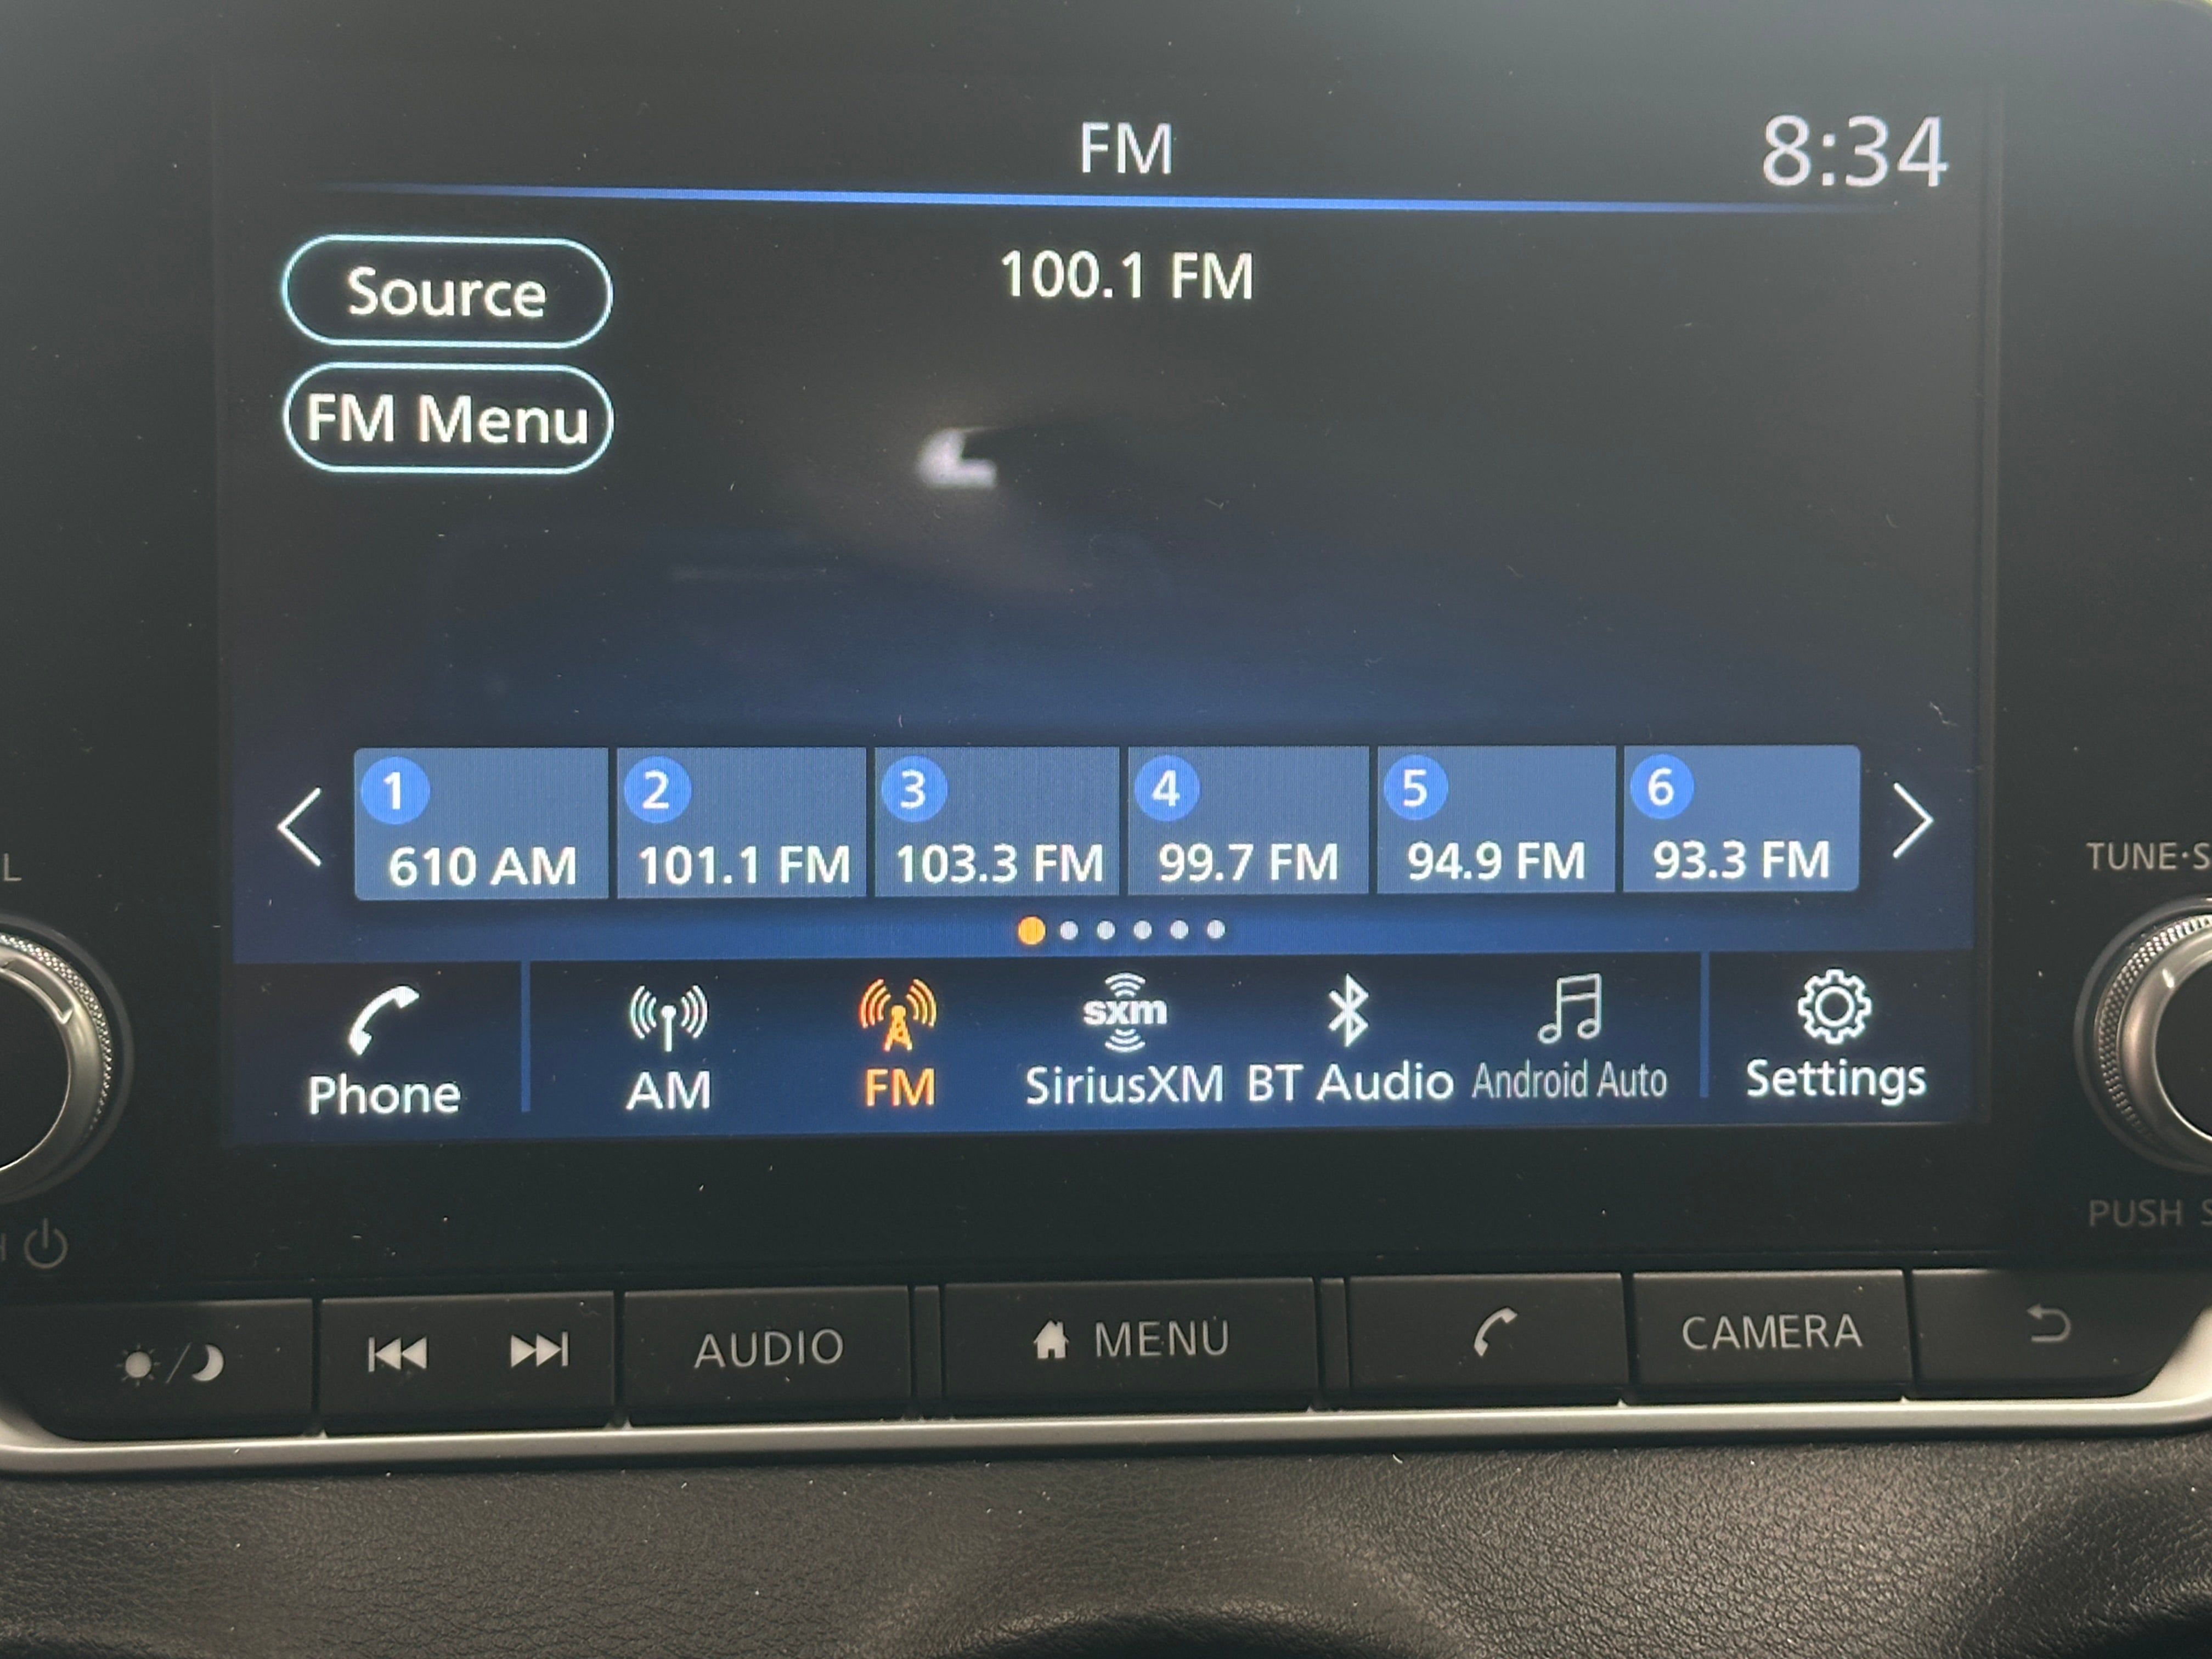 FM
8:34
100.1 FM
Source
FM Menu
1
610 AM
2
101.1 FM
3
103.3 FM
4
99.7 FM
5
94.9 FM
6
93.3 FM
L
TUNE·S
Phone
AM
FM
sxm
SiriusXM
BT Audio
Android Auto
Settings
H
PUSH S
AUDIO
MENU
CAMERA